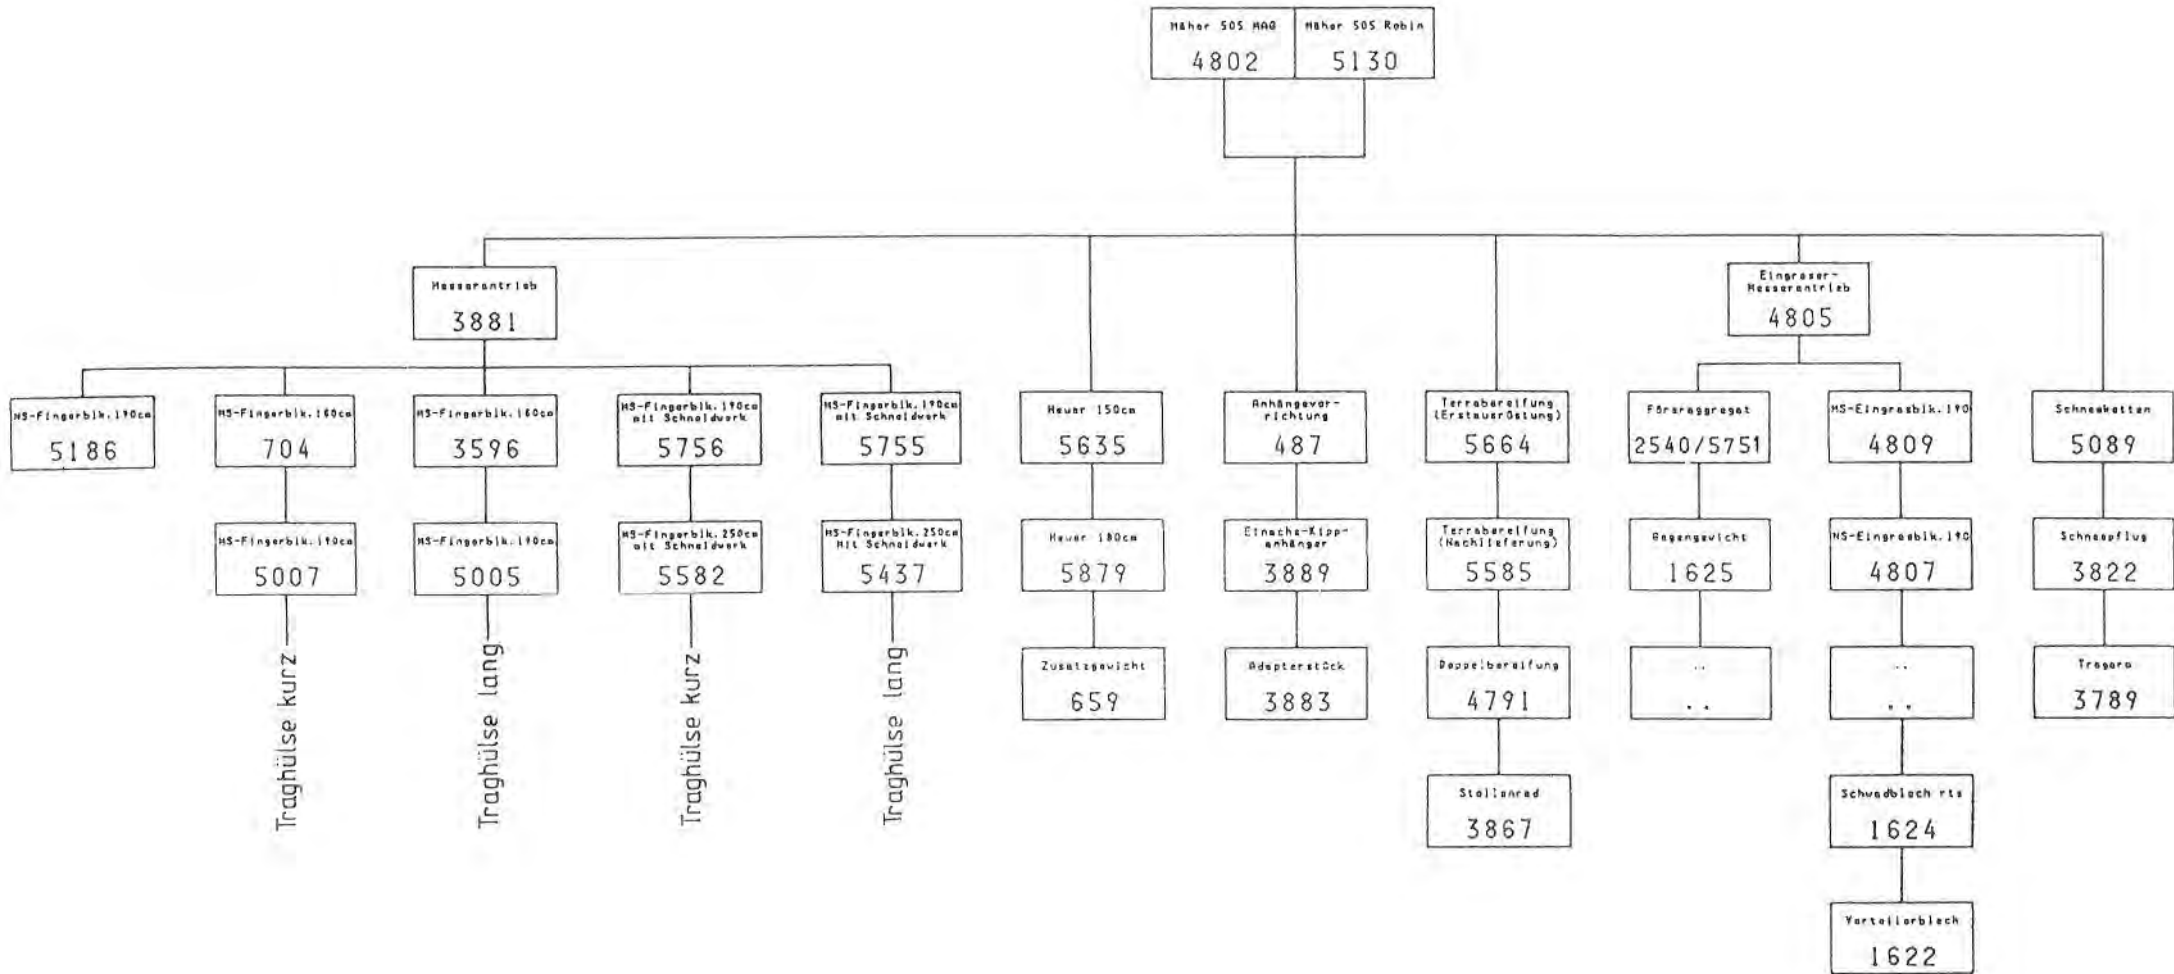 Mäher 505 MAG
4802
Mäher 505 Robin
5130
Messerantrieb
3881
Eingraser-
Messerantrieb
4805
MS-Fingerblk.190cm
5186
MS-Fingerblk.160cm
704
MS-Fingerblk.160cm
3596
MS-Fingerblk.190cm
mit Schneidwerk
5756
MS-Fingerblk.190cm
mit Schneidwerk
5755
Heuer 150cm
5635
Anhängevor-
richtung
487
Terrabereifung
(Erstausrüstung)
5664
Föraggregat
2540/5751
MS-Eingrasblk.190
4809
Schneeketten
5089
MS-Fingerblk.190cm
5007
MS-Fingerblk.190cm
5005
MS-Fingerblk.250cm
mit Schneidwerk
5582
MS-Fingerblk.250cm
Mit Schneidwerk
5437
Heuer 180cm
5879
Einachs-Kipp-
anhänger
3889
Terrabereifung
(Nachlieferung)
5585
Gegengewicht
1625
MS-Eingrasblk.190
4807
Schneepflug
3822
Traghülse kurz
Traghülse lang
Traghülse kurz
Traghülse lang
Zusatzgewicht
659
Adapterstück
3883
Doppelbereifung
4791
..
..
..
..
Tragarm
3789
Stollenrad
3867
Schwadblech rts
1624
Verteilerblech
1622